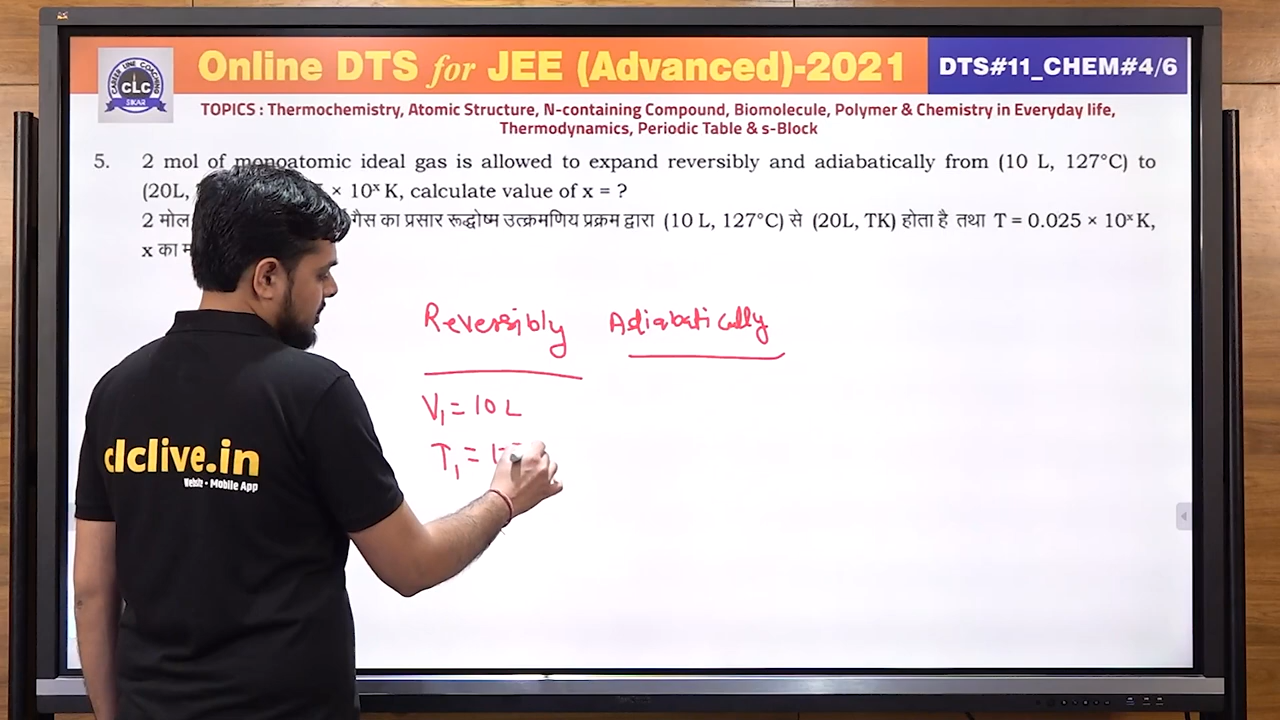 Online DTS for JEE (Advanced)-2021
DTS#11_CHEM#4/6
CAREER LINE COACHING
CLC
SIKAR
TOPICS : Thermochemistry, Atomic Structure, N-containing Compound, Biomolecule, Polymer & Chemistry in Everyday life,
Thermodynamics, Periodic Table & s-Block
5. 2 mol of monoatomic ideal gas is allowed to expand reversibly and adiabatically from (10 L, 127°C) to
(20L, × 10ˣ K, calculate value of x = ?
2 मोल गैस का प्रसार रूद्धोष्म उत्क्रमणिय प्रक्रम द्वारा (10 L, 127°C) से (20L, TK) होता है तथा T = 0.025 × 10ˣ K,
x का
Reversibly Adiabatically
V₁ = 10 L
T₁ =
clclive.in
Website • Mobile App